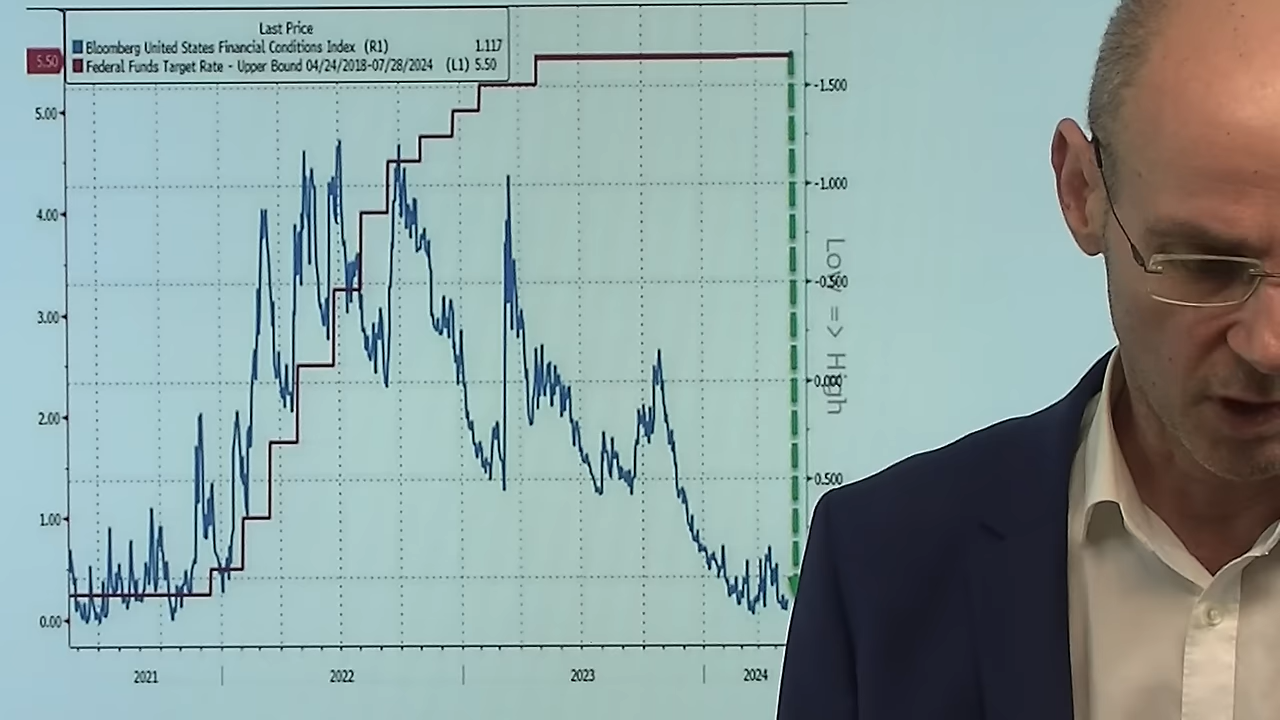 Last Price
Bloomberg United States Financial Conditions Index (R1) 1.117
Federal Funds Target Rate - Upper Bound 04/24/2018-07/28/2024 (L1) 5.50
5.50
5.00
4.00
3.00
2.00
1.00
0.00
-1.500
-1.000
-0.500
0.000
0.500
Low => High
2021 2022 2023 2024